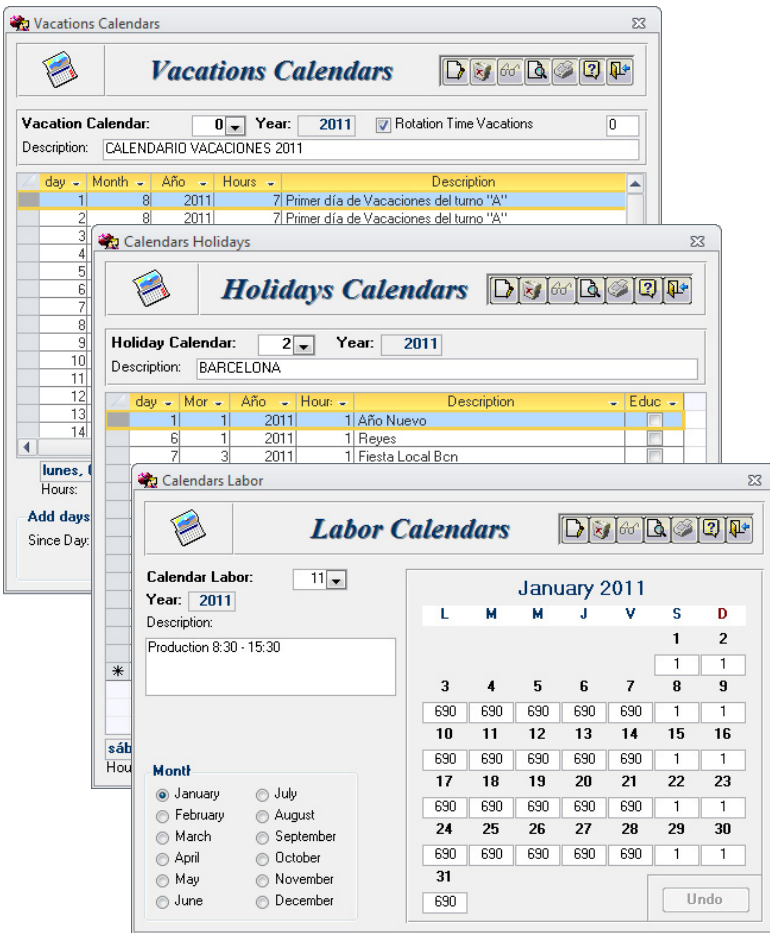 Vacations Calendars
Vacations Calendars
Vacation Calendar: 0 Year: 2011 Rotation Time Vacations 0
Description: CALENDARIO VACACIONES 2011
day Month Año Hours Description
1 8 2011 7 Primer día de Vacaciones del turno "A"
2 8 2011 7 Primer día de Vacaciones del turno "A"
3
4
5
6
7
8
9
10
11
12
13
14
lunes,
Hours:
Add days
Since Day:
Calendars Holidays
Holidays Calendars
Holiday Calendar: 2 Year: 2011
Description: BARCELONA
day Mor Año Hour: Description Educ
1 1 2011 1 Año Nuevo
6 1 2011 1 Reyes
7 3 2011 1 Fiesta Local Bcn
sáb
Hou
Calendars Labor
Labor Calendars
Calendar Labor: 11
Year: 2011
Description:
Production 8:30 - 15:30
Month
January July
February August
March September
April October
May November
June December
January 2011
L M M J V S D
1 2
1 1
3 4 5 6 7 8 9
690 690 690 690 690 1 1
10 11 12 13 14 15 16
690 690 690 690 690 1 1
17 18 19 20 21 22 23
690 690 690 690 690 1 1
24 25 26 27 28 29 30
690 690 690 690 690 1 1
31
690
Undo